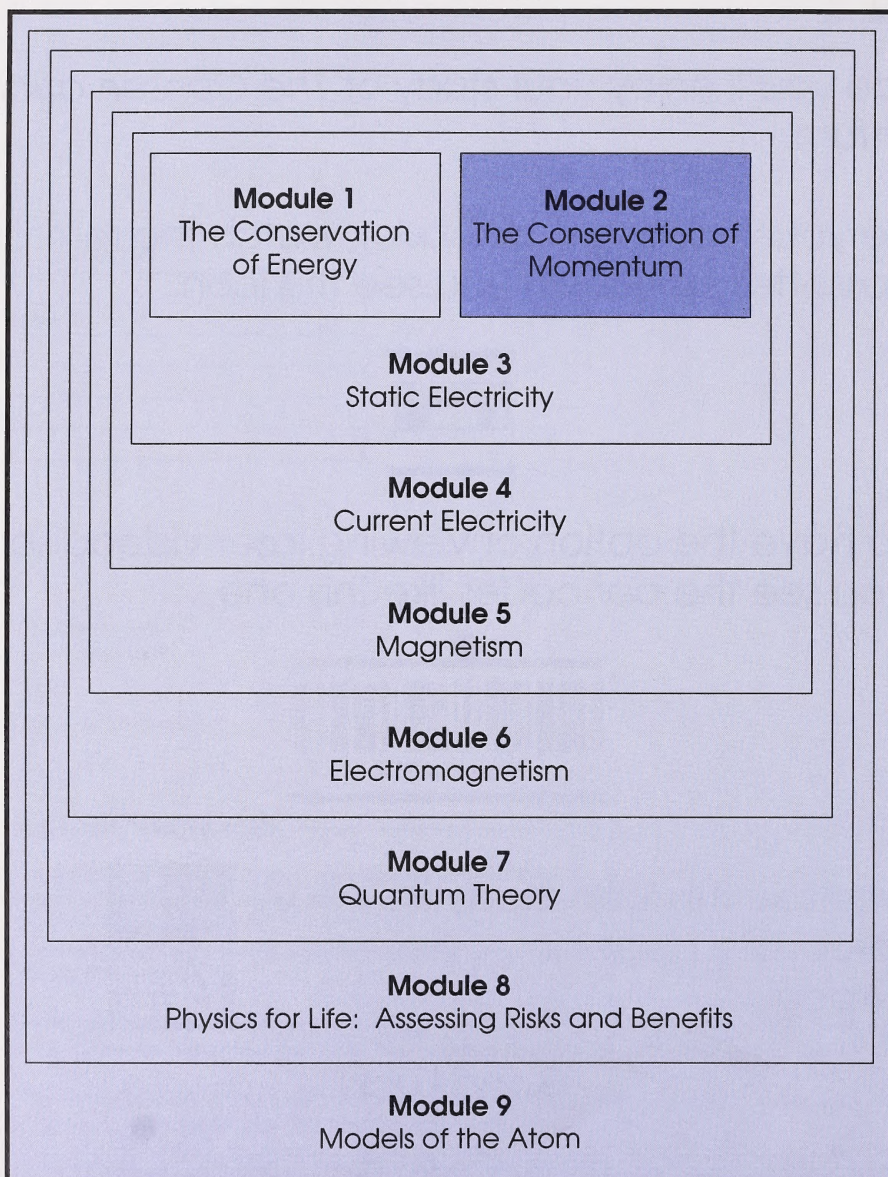 Module 1
The Conservation
of Energy
Module 2
The Conservation of
Momentum
Module 3
Static Electricity
Module 4
Current Electricity
Module 5
Magnetism
Module 6
Electromagnetism
Module 7
Quantum Theory
Module 8
Physics for Life: Assessing Risks and Benefits
Module 9
Models of the Atom